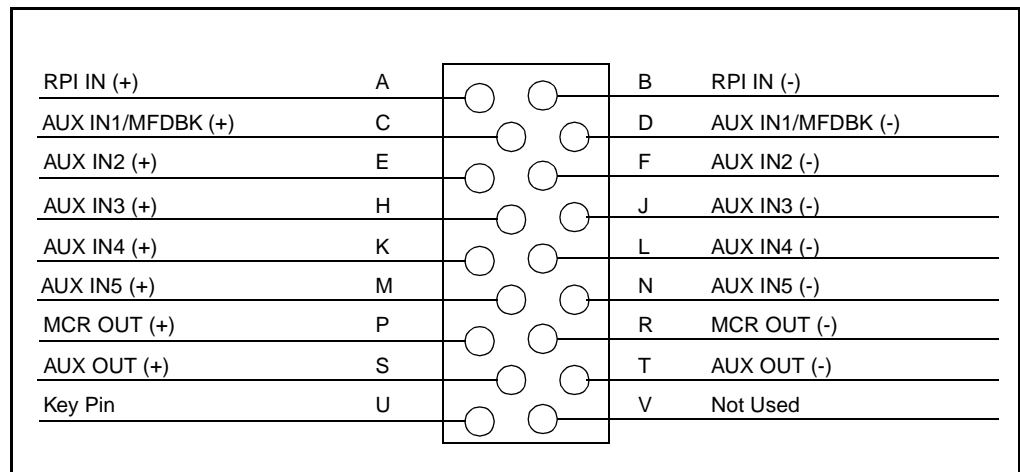 RPI IN (+) A B RPI IN (-)
AUX IN1/MFDBK (+) C D AUX IN1/MFDBK (-)
AUX IN2 (+) E F AUX IN2 (-)
AUX IN3 (+) H J AUX IN3 (-)
AUX IN4 (+) K L AUX IN4 (-)
AUX IN5 (+) M N AUX IN5 (-)
MCR OUT (+) P R MCR OUT (-)
AUX OUT (+) S T AUX OUT (-)
Key Pin U V Not Used